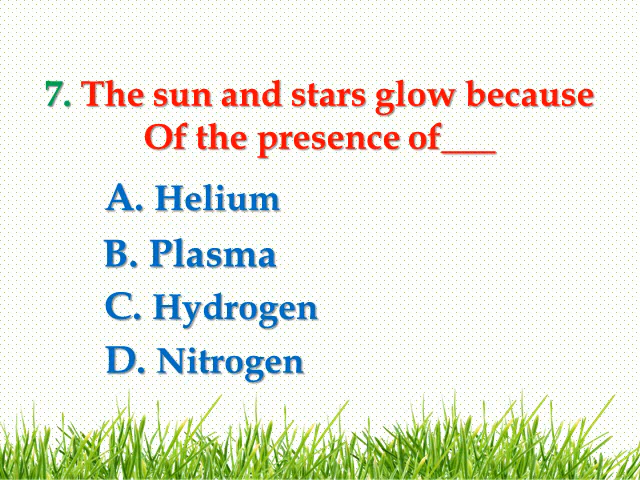 7. The sun and stars glow because
Of the presence of___
A. Helium
B. Plasma
C. Hydrogen
D. Nitrogen